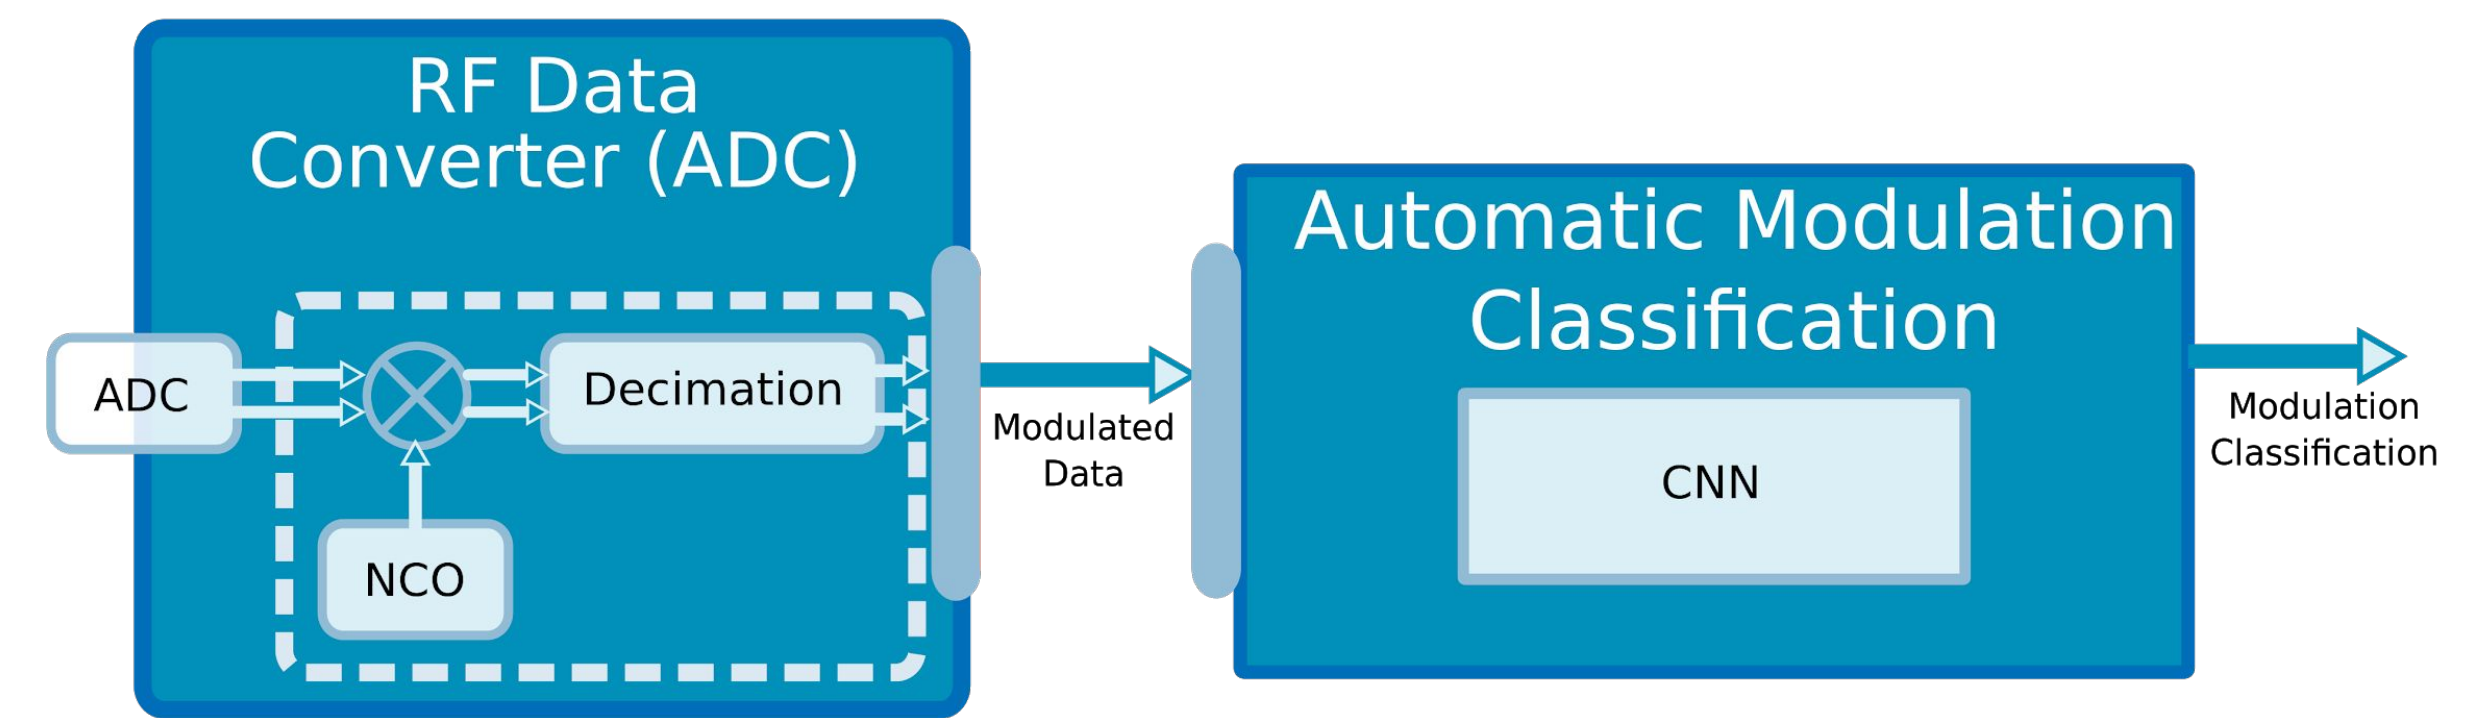 RF Data
Converter (ADC)
ADC
Decimation
NCO
Modulated
Data
Automatic Modulation
Classification
CNN
Modulation
Classification